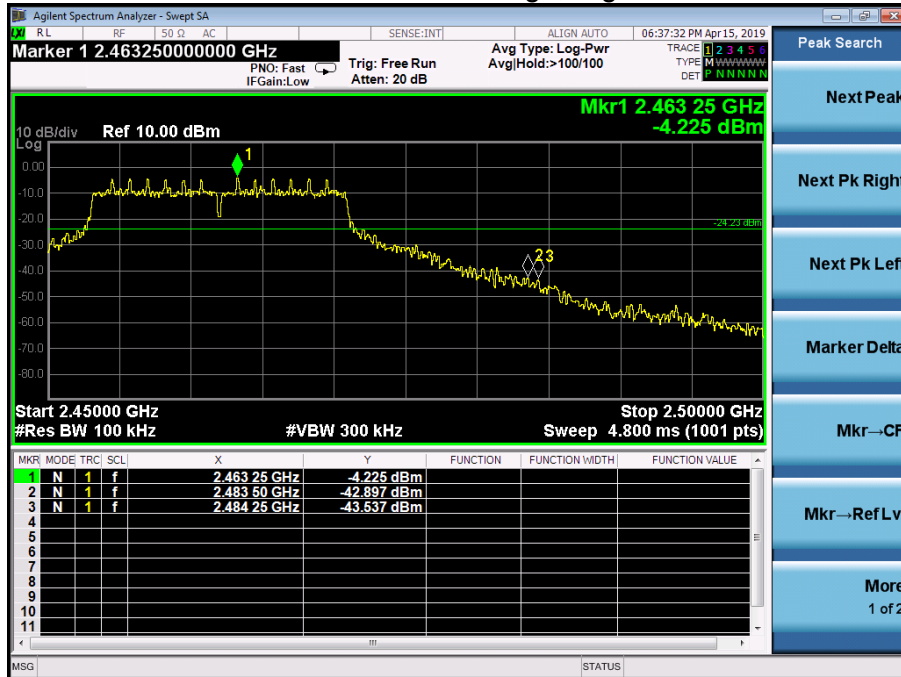 Agilent Spectrum Analyzer - Swept SA
LXI RL RF 50 Ω AC SENSE:INT ALIGN AUTO 06:37:32 PM Apr 15, 2019
Marker 1 2.463250000000 GHz
PNO: Fast
IFGain:Low
Trig: Free Run
Atten: 20 dB
Avg Type: Log-Pwr
Avg|Hold:>100/100
TRACE 1 2 3 4 5 6
TYPE M WWWWW
DET P N N N N N
Peak Search
Mkr1 2.463 25 GHz
-4.225 dBm
10 dB/div Ref 10.00 dBm
Log
1
0.00
-10.0
-20.0
-24.23 dBm
-30.0
-40.0
2 3
-50.0
-60.0
-70.0
-80.0
Start 2.45000 GHz Stop 2.50000 GHz
#Res BW 100 kHz #VBW 300 kHz Sweep 4.800 ms (1001 pts)
MKR MODE TRC SCL X Y FUNCTION FUNCTION WIDTH FUNCTION VALUE
1 N 1 f 2.463 25 GHz -4.225 dBm
2 N 1 f 2.483 50 GHz -42.897 dBm
3 N 1 f 2.484 25 GHz -43.537 dBm
4
5
6
7
8
9
10
11
MSG STATUS
Next Peak
Next Pk Right
Next Pk Left
Marker Delta
Mkr→CF
Mkr→Ref Lv
More
1 of 2